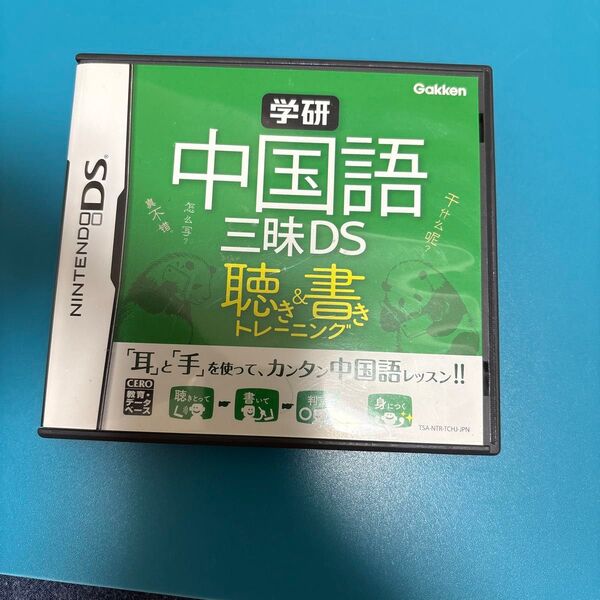 Gakken
学研
中国語
三昧DS
聴き&書き
トレーニング
真不错
怎么写?
干什么呢?
NINTENDO DS
「耳」と「手」を使って、カンタン中国語レッスン!!
CERO
教育・
データ
ベース
聴きとって
書いて
身につく
TSA-NTR-TCHJ-JPN